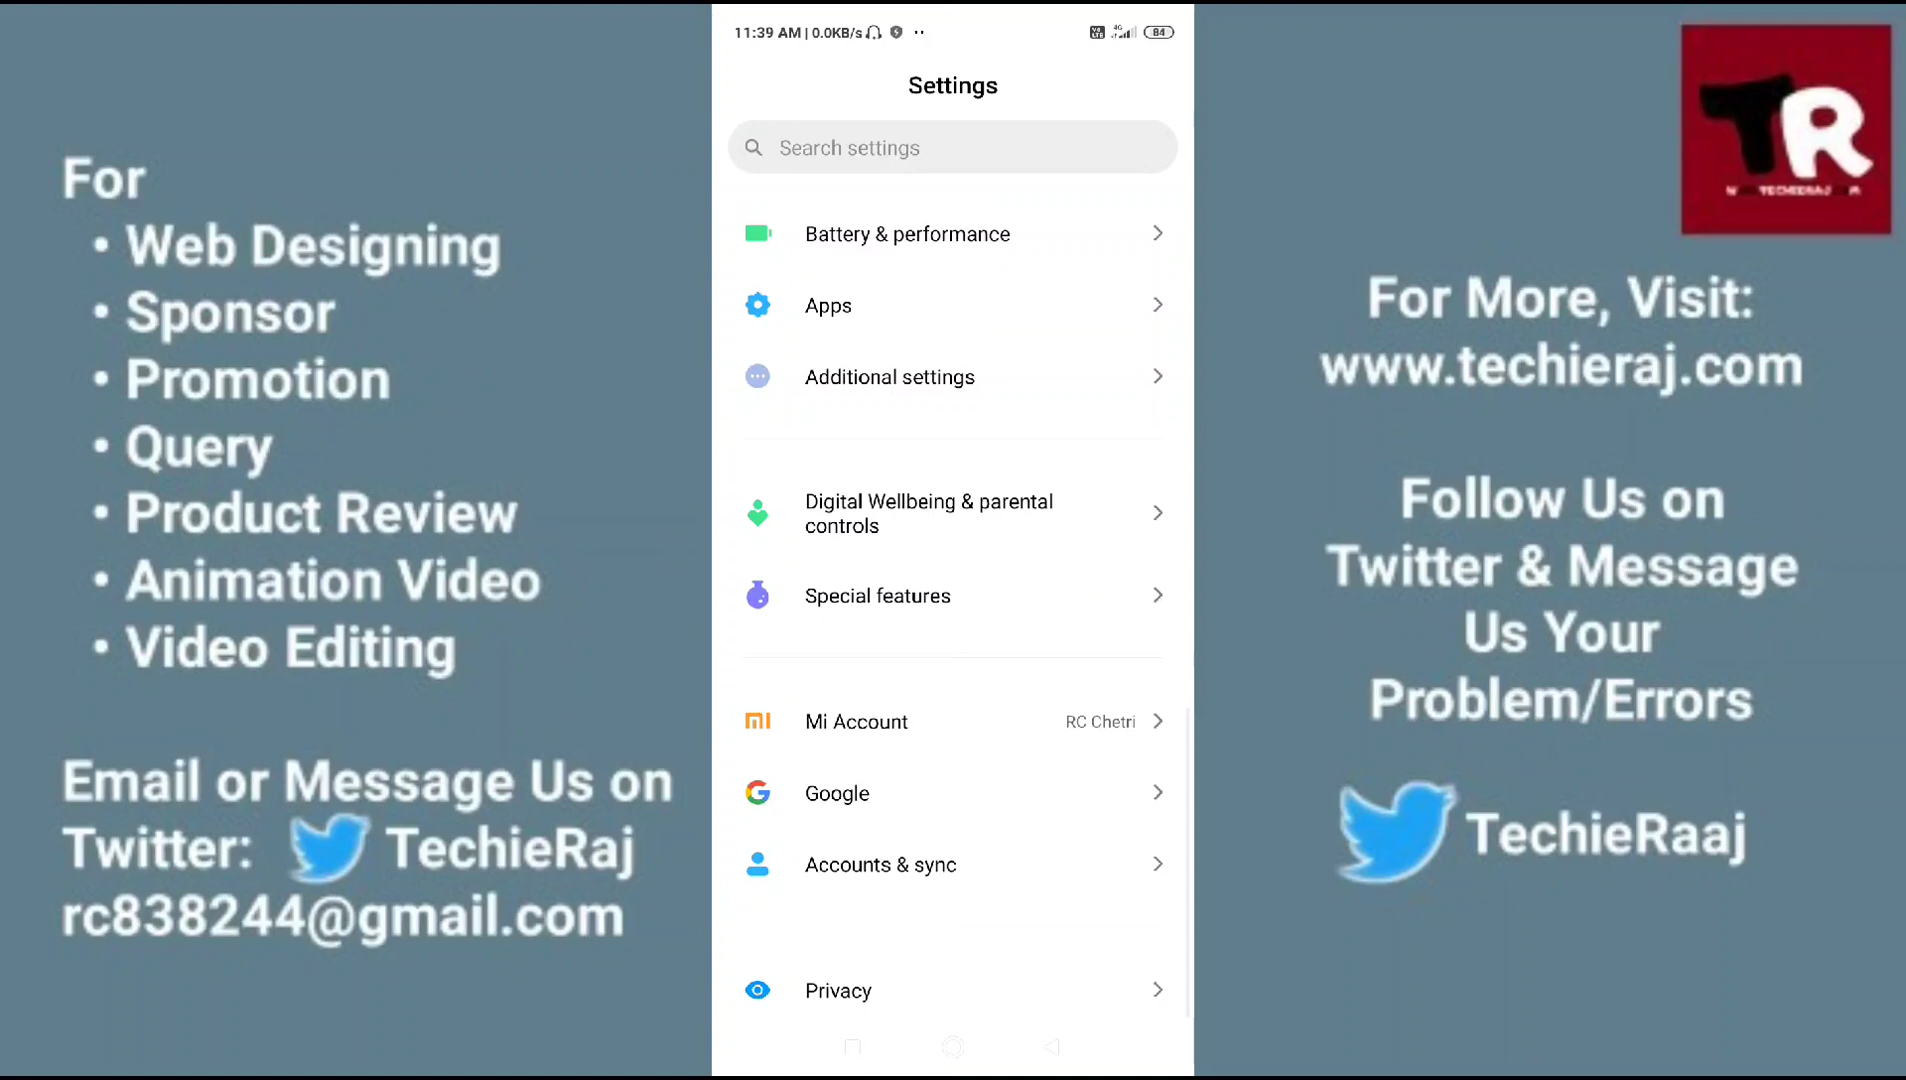 For
• Web Designing
• Sponsor
• Promotion
• Query
• Product Review
• Animation Video
• Video Editing
Email or Message Us on
Twitter: TechieRaj
rc838244@gmail.com
11:39 AM | 0.0KB/s
4G
84
Settings
Search settings
Battery & performance
Apps
Additional settings
Digital Wellbeing & parental
controls
Special features
Mi Account RC Chetri
Google
Accounts & sync
Privacy
TR
For More, Visit:
www.techieraj.com
Follow Us on
Twitter & Message
Us Your
Problem/Errors
TechieRaaj